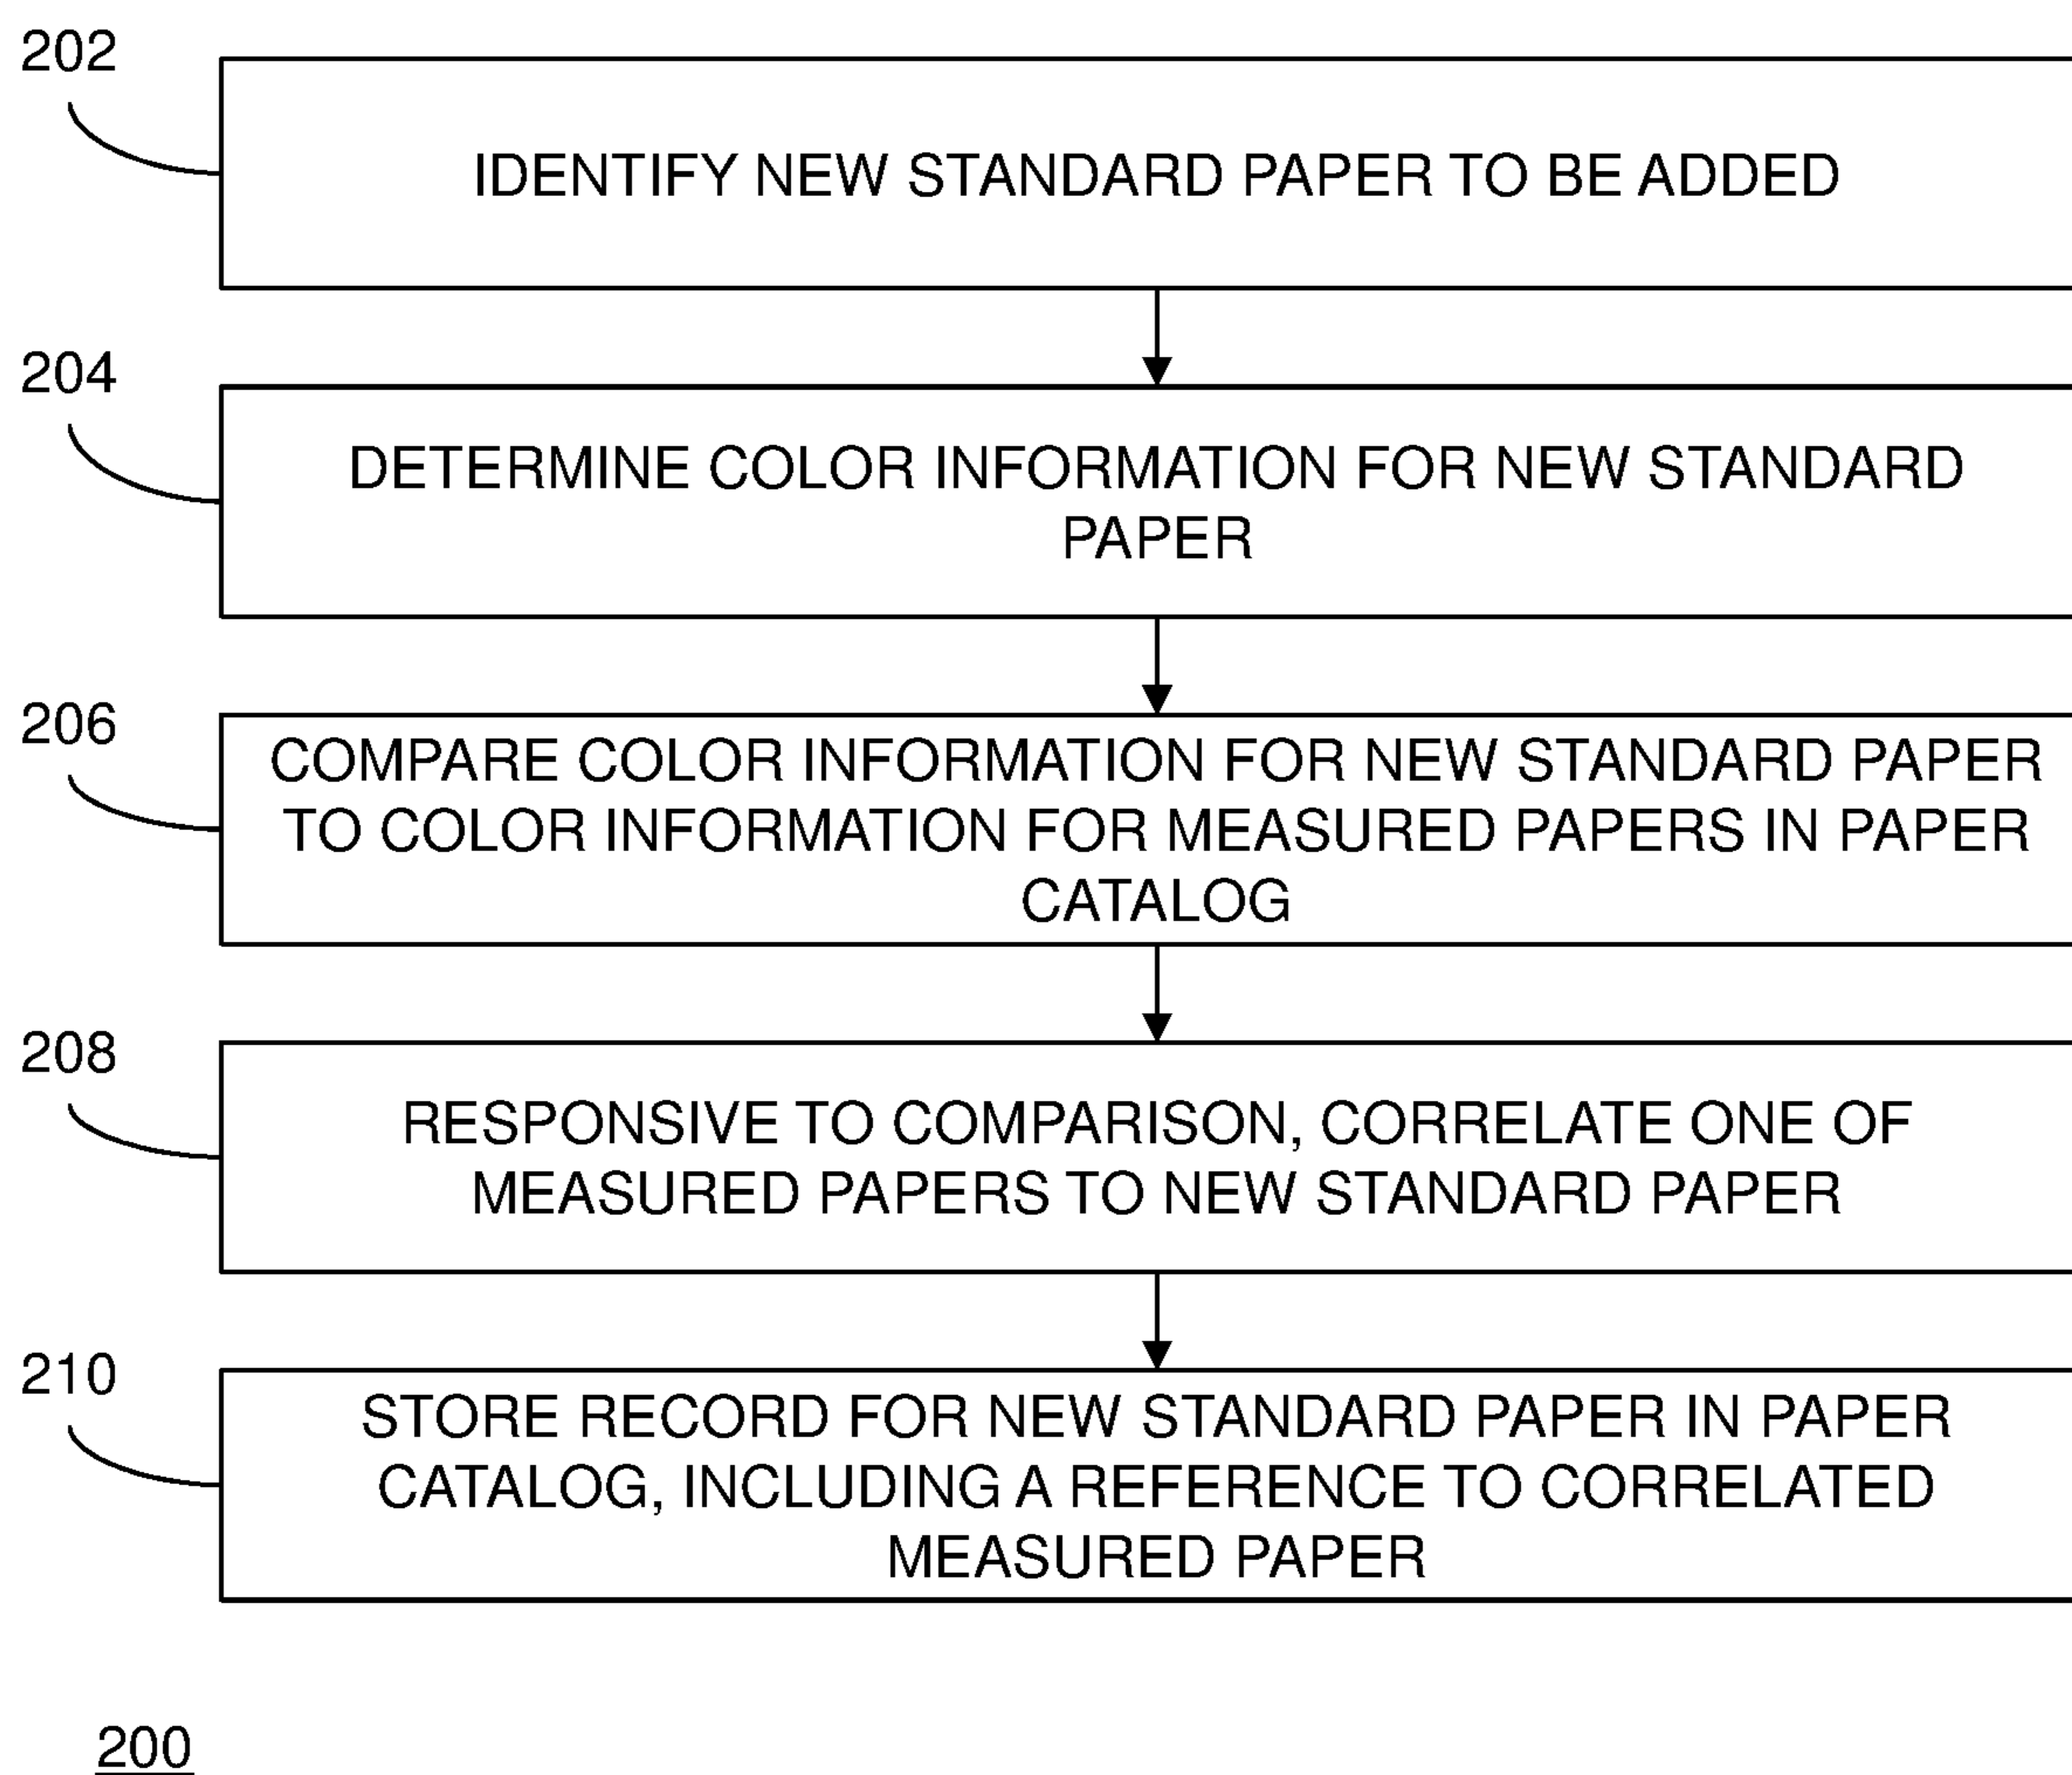 202
IDENTIFY NEW STANDARD PAPER TO BE ADDED
204
DETERMINE COLOR INFORMATION FOR NEW STANDARD
PAPER
206
COMPARE COLOR INFORMATION FOR NEW STANDARD PAPER
TO COLOR INFORMATION FOR MEASURED PAPERS IN PAPER
CATALOG
208
RESPONSIVE TO COMPARISON, CORRELATE ONE OF
MEASURED PAPERS TO NEW STANDARD PAPER
210
STORE RECORD FOR NEW STANDARD PAPER IN PAPER
CATALOG, INCLUDING A REFERENCE TO CORRELATED
MEASURED PAPER
200